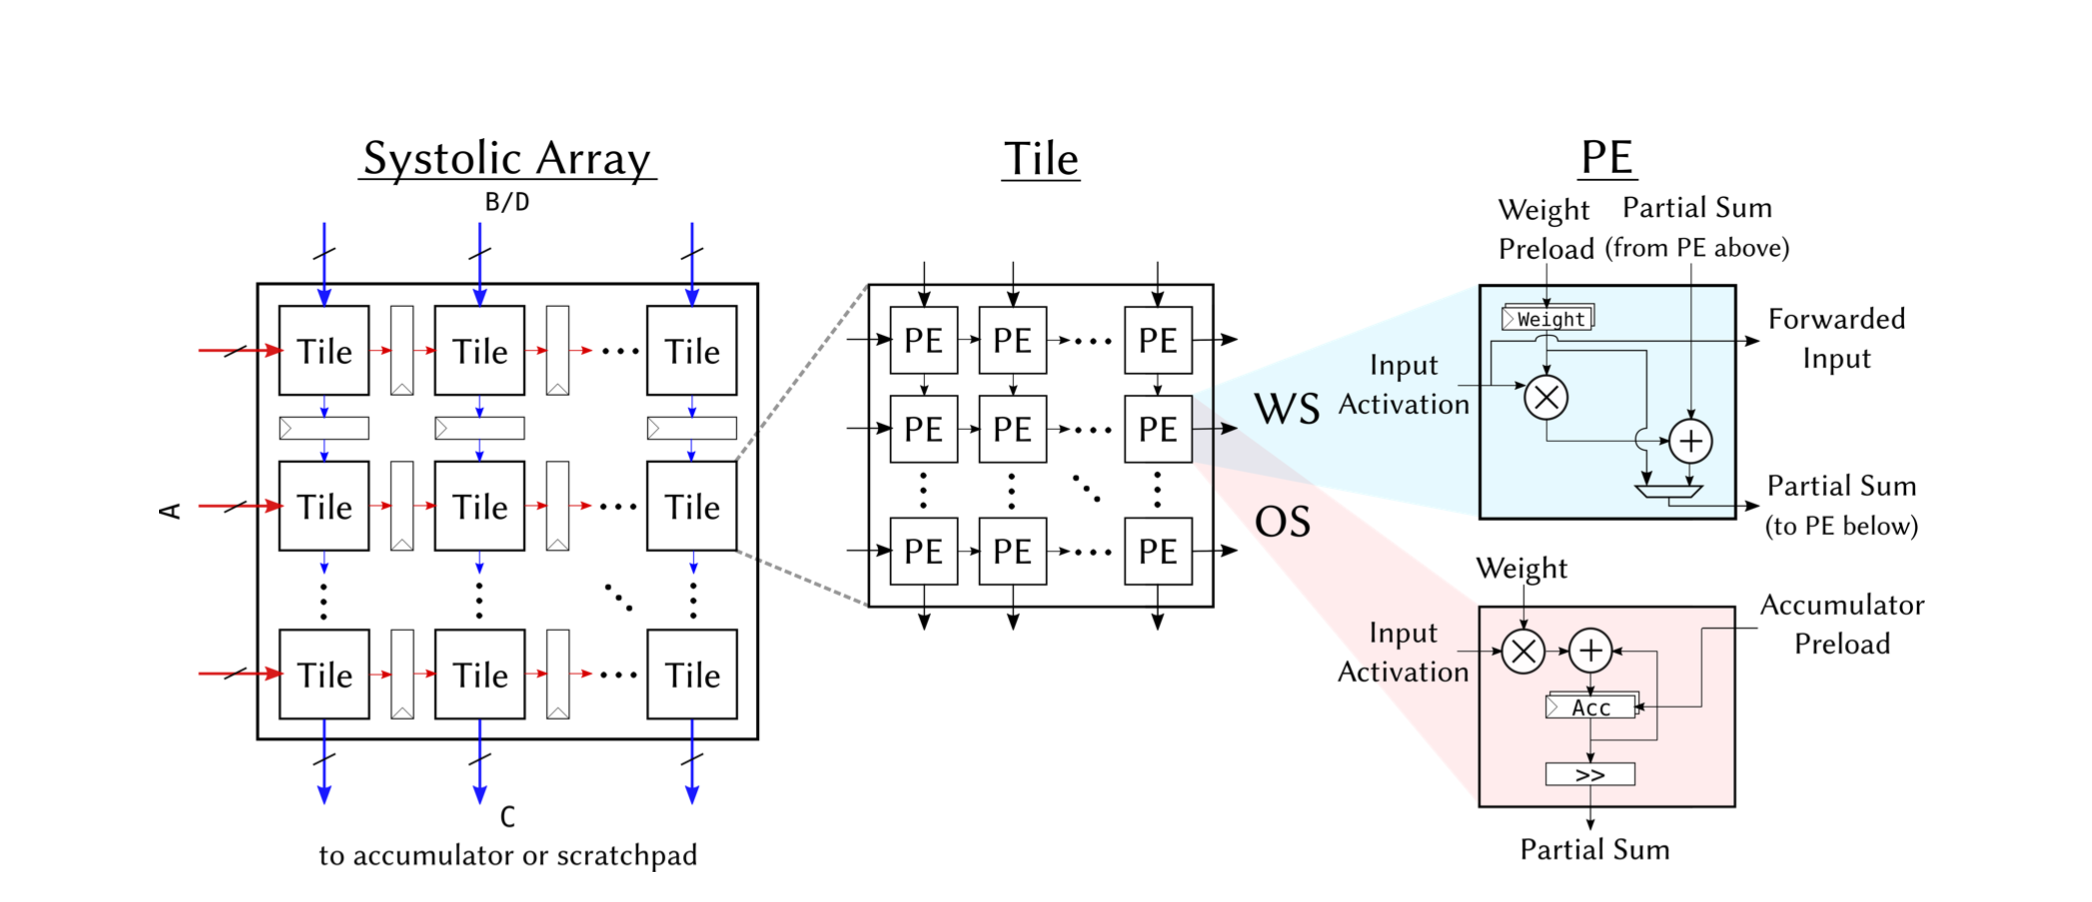 Systolic Array
B/D
Tile Tile ••• Tile
A
Tile Tile ••• Tile
Tile Tile ••• Tile
C
to accumulator or scratchpad
Tile
PE PE ••• PE
PE PE ••• PE
PE PE ••• PE
WS
OS
PE
Weight
Preload
Partial Sum
(from PE above)
Weight
Forwarded
Input
Input
Activation
×
+
Partial Sum
(to PE below)
Weight
Input
Activation
×
+
Accumulator
Preload
Acc
>>
Partial Sum